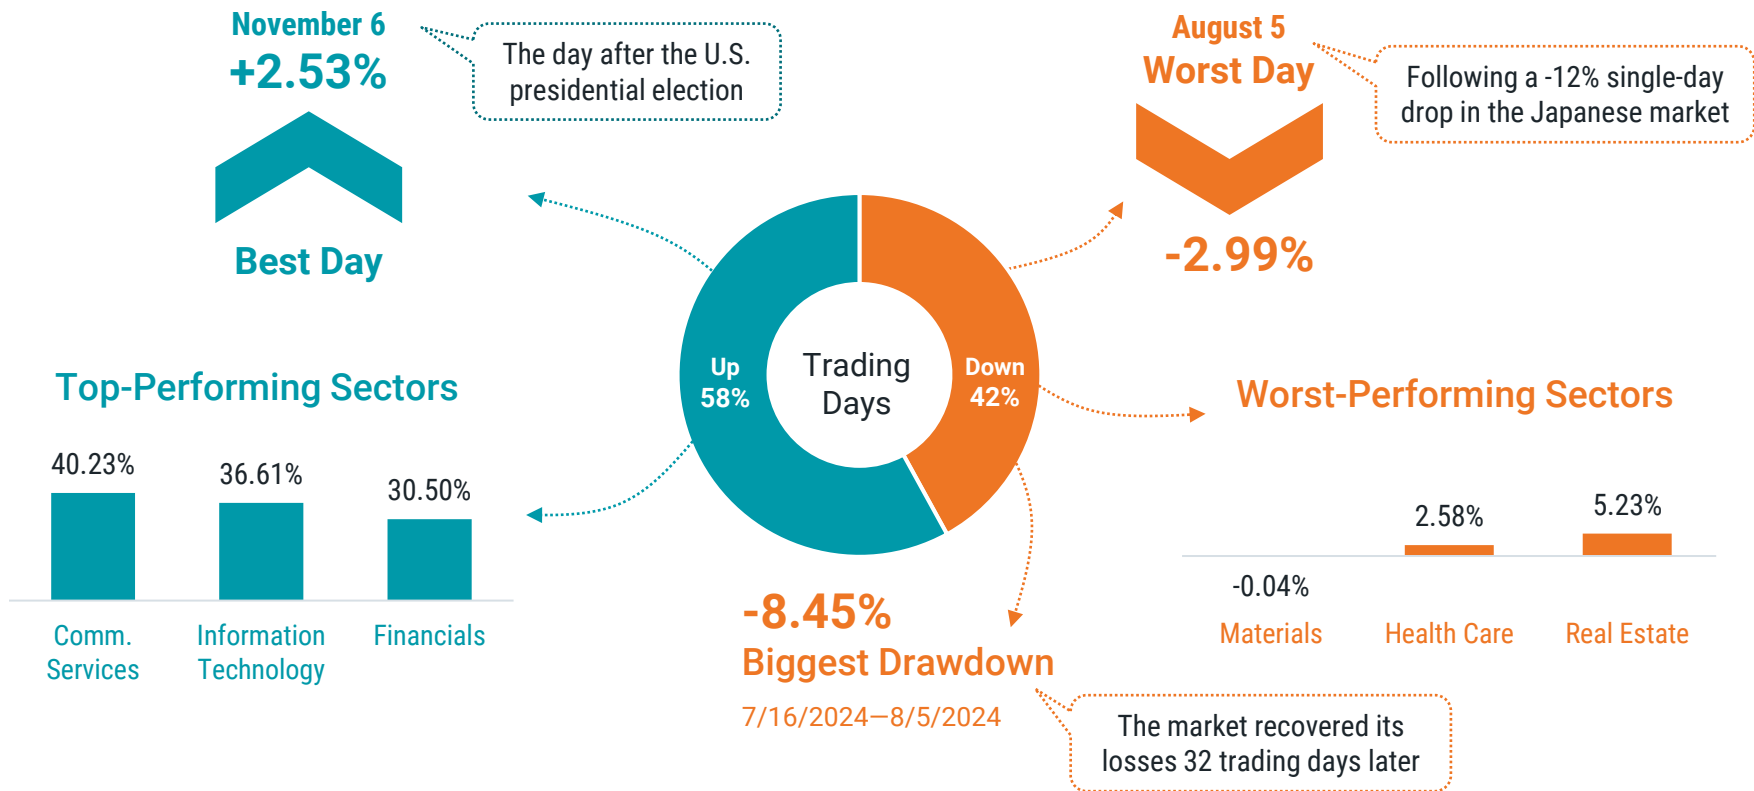 November 6
+2.53%
The day after the U.S.
presidential election
Best Day
August 5
Worst Day
Following a -12% single-day
drop in the Japanese market
-2.99%
Trading
Days
Up
58%
Down
42%
Top-Performing Sectors
40.23%
36.61%
30.50%
Comm.
Services
Information
Technology
Financials
Worst-Performing Sectors
-0.04%
2.58%
5.23%
Materials
Health Care
Real Estate
-8.45%
Biggest Drawdown
7/16/2024—8/5/2024
The market recovered its
losses 32 trading days later